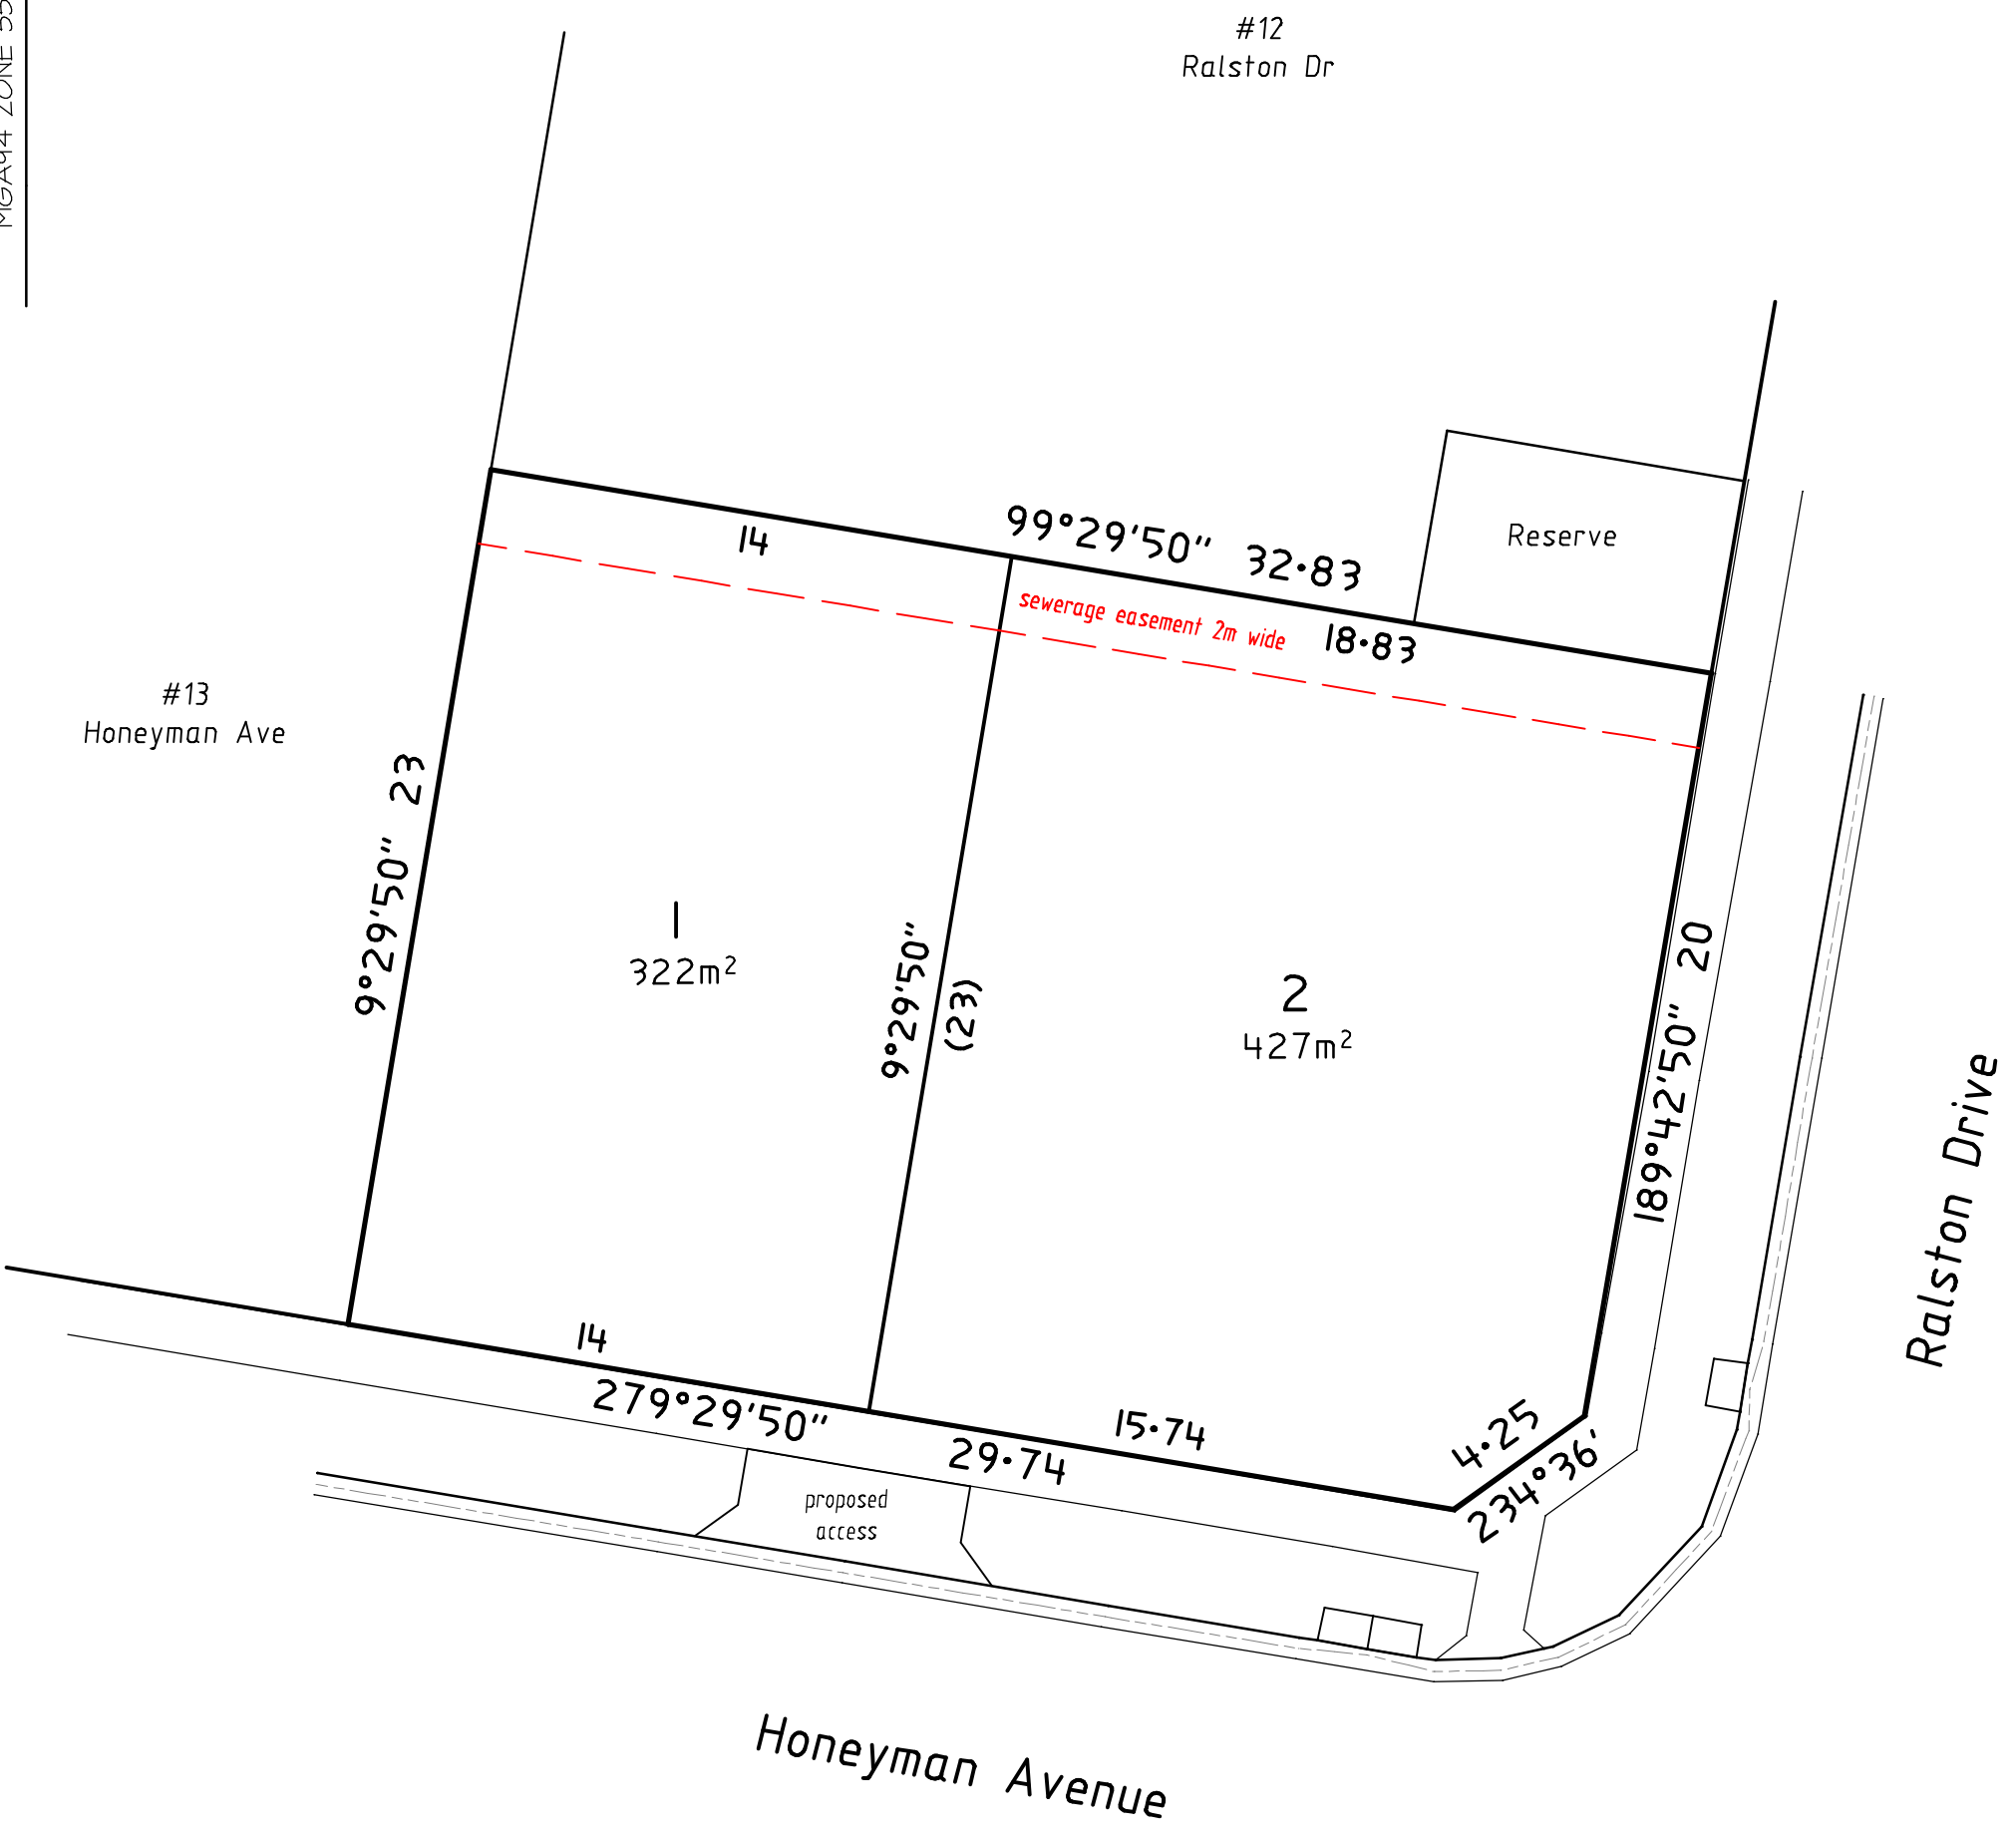 MGA94 ZONE 55
#12
Ralston Dr
Reserve
99°29'50" 32·83
14
sewerage easement 2m wide
18·83
#13
Honeyman Ave
9°29'50" 23
1
322m²
9°29'50"
(23)
2
427m²
189°42'50" 20
Ralston Drive
14
279°29'50"
29·74
15·74
4·25
234°36'
proposed
access
Honeyman Avenue